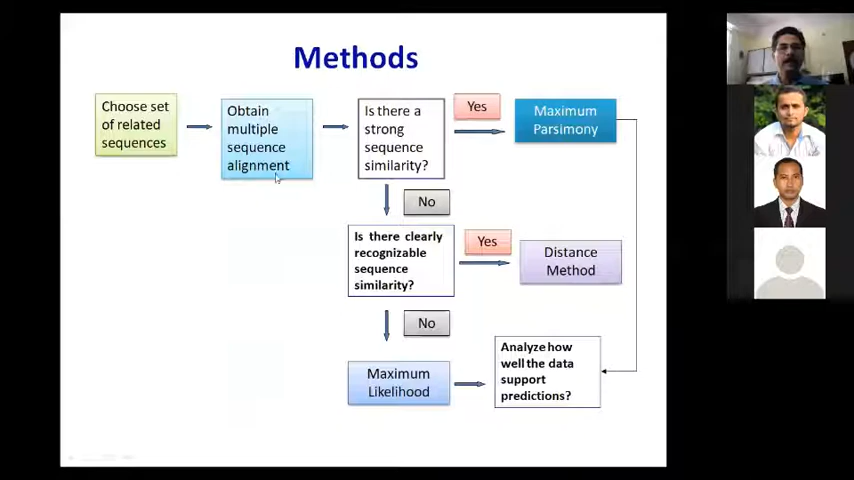 Methods
Choose set
of related
sequences
Obtain
multiple
sequence
alignment
Is there a
strong
sequence
similarity?
Yes
Maximum
Parsimony
No
Is there clearly
recognizable
sequence
similarity?
Yes
Distance
Method
No
Maximum
Likelihood
Analyze how
well the data
support
predictions?